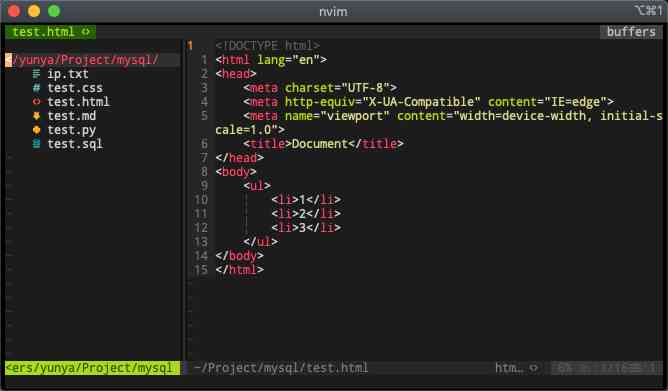 nvim
⌥⌘1
test.html <> buffers
</yunya/Project/mysql/
ip.txt
test.css
test.html
test.md
test.py
test.sql
1 <!DOCTYPE html>
1 <html lang="en">
2 <head>
3 <meta charset="UTF-8">
4 <meta http-equiv="X-UA-Compatible" content="IE=edge">
5 <meta name="viewport" content="width=device-width, initial-s
cale=1.0">
6 <title>Document</title>
7 </head>
8 <body>
9 <ul>
10 <li>1</li>
11 <li>2</li>
12 <li>3</li>
13 </ul>
14 </body>
15 </html>
<ers/yunya/Project/mysql
~/Project/mysql/test.html
htm… <> 6%